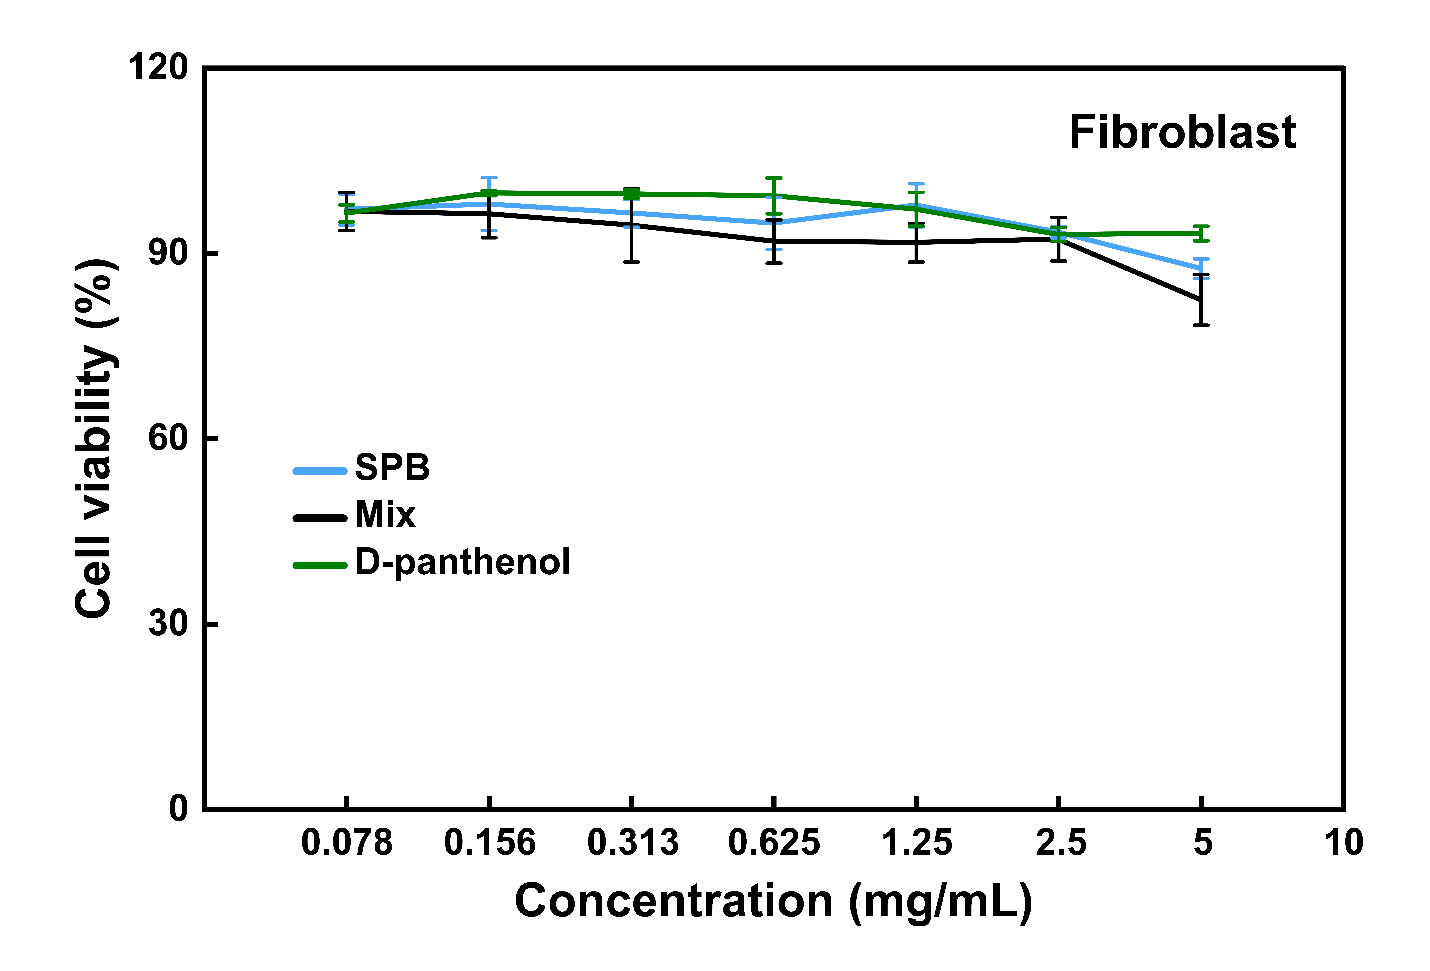 120
Fibroblast
90
Cell viability (%)
60
SPB
Mix
D-panthenol
30
0
0.078 0.156 0.313 0.625 1.25 2.5 5 10
Concentration (mg/mL)